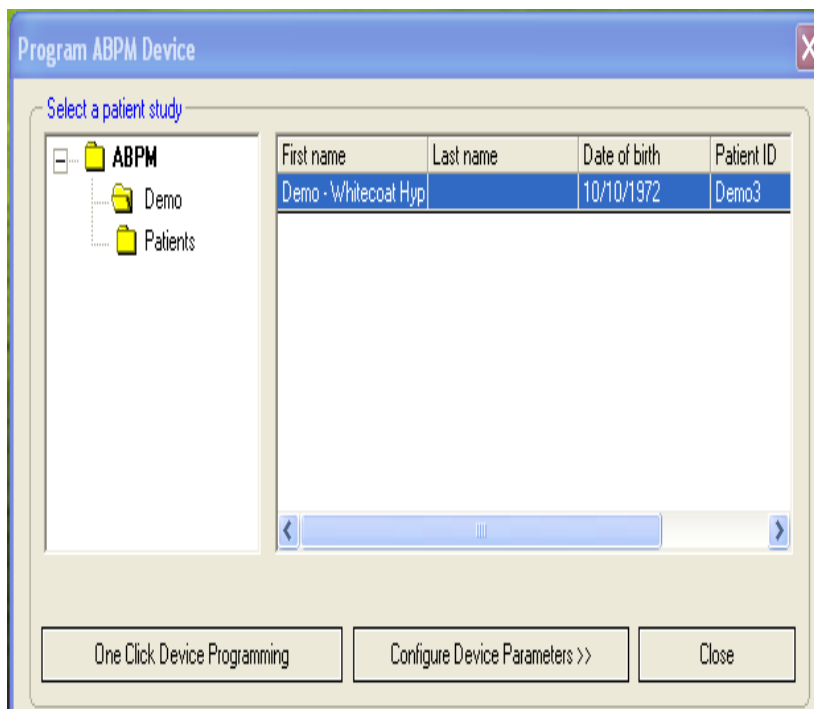 Program ABPM Device
Select a patient study
ABPM
Demo
Patients
First name Last name Date of birth Patient ID
Demo - Whitecoat Hyp 10/10/1972 Demo3
One Click Device Programming Configure Device Parameters >> Close